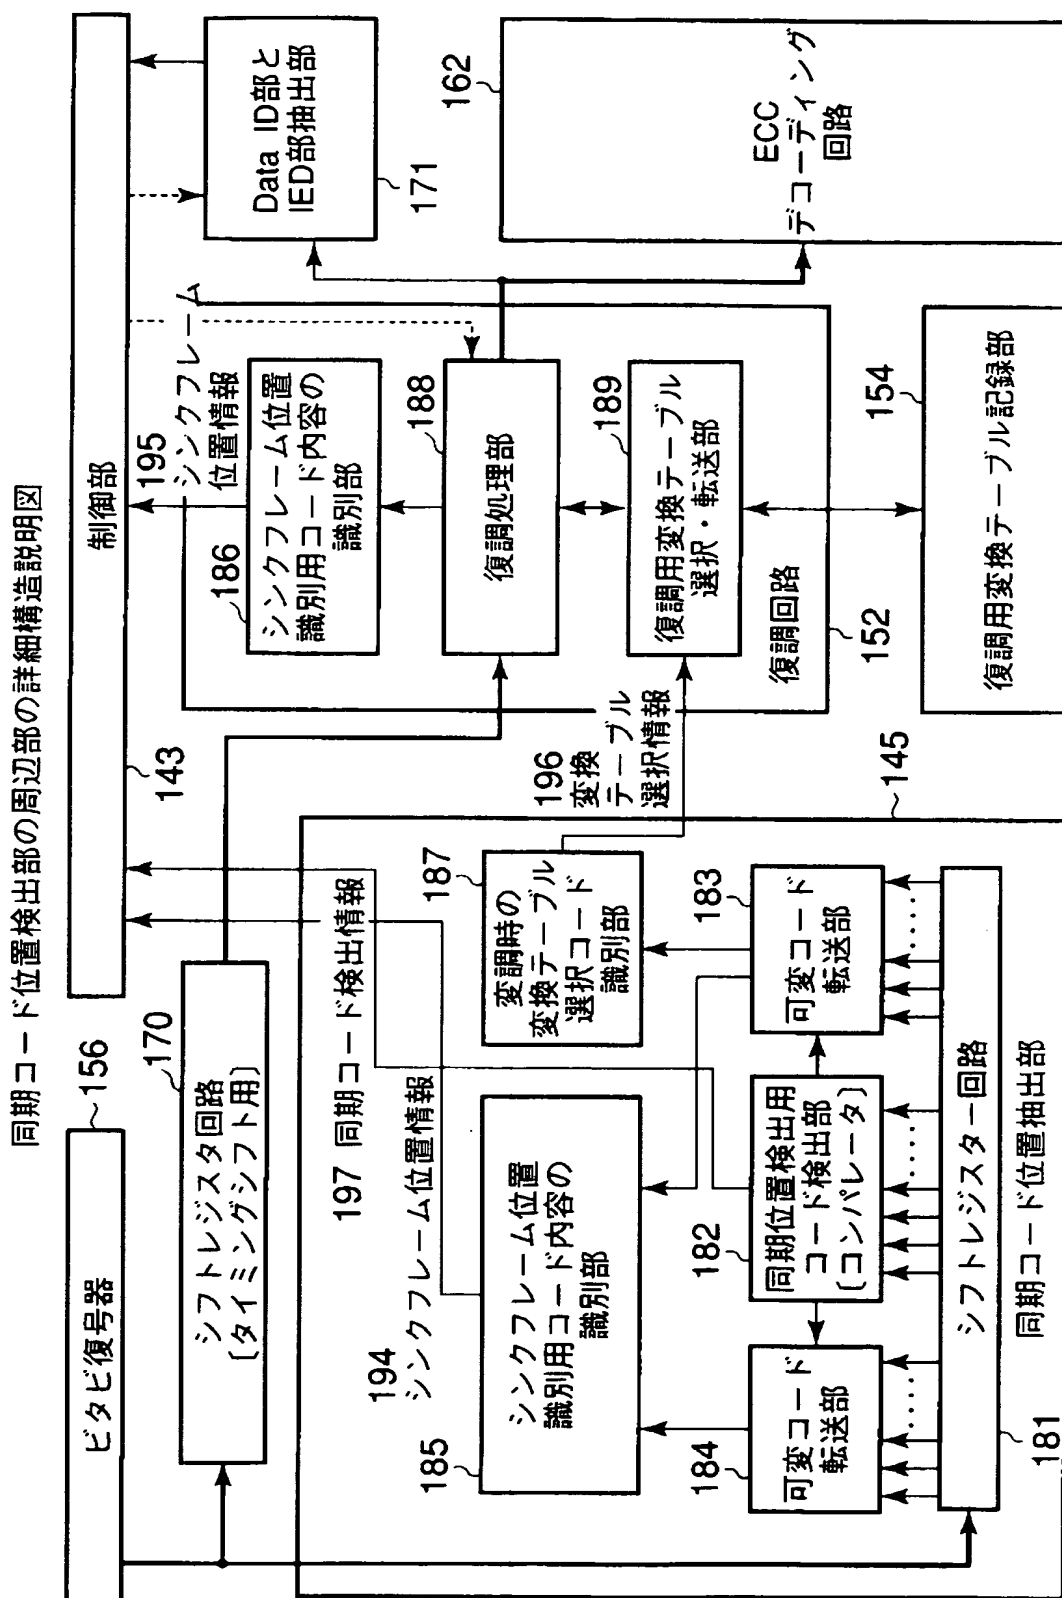 同期コード位置検出部の周辺部の詳細構造説明図
ビタビ復号器
156
制御部
143
シフトレジスタ回路
〔タイミングシフト用〕
170
197 同期コード検出情報
194
シンクフレーム位置情報
シンクフレーム位置
識別用コード内容の
識別部
185
変調時の
変換テーブル
選択コード
識別部
187
196
変換
テーブル
選択情報
可変コード
転送部
184
同期位置検出用
コード検出部
〔コンパレータ〕
182
可変コード
転送部
183
シフトレジスター回路
181
同期コード位置抽出部
145
195
シンクフレーム
位置情報
シンクフレーム位置
識別用コード内容の
識別部
186
復調処理部
188
復調用変換テーブル
選択・転送部
189
復調回路
152
復調用変換テーブル記録部
154
Data ID部と
IED部抽出部
171
ECC
デコーディング
回路
162